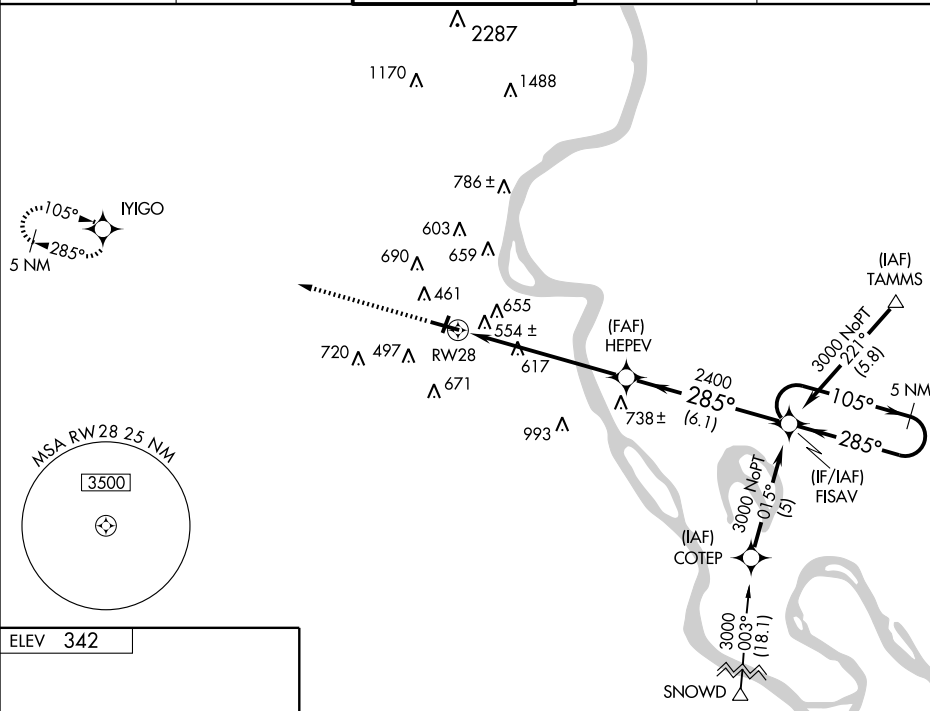 2287
1170
1488
786 ±
105°
IYIGO
285°
5 NM
603
659
690
461
655
554 ±
RW28
617
720
497
671
(FAF)
HEPEV
2400
285°
(6.1)
738 ±
993
(IAF)
TAMMS
3000 NoPT
221°
(5.8)
105°
5 NM
285°
(IF/IAF)
FISAV
3000 NoPT
015°
(5)
(IAF)
COTEP
3000
003°
(18.1)
SNOWD
MSA RW28 25 NM
3500
ELEV 342